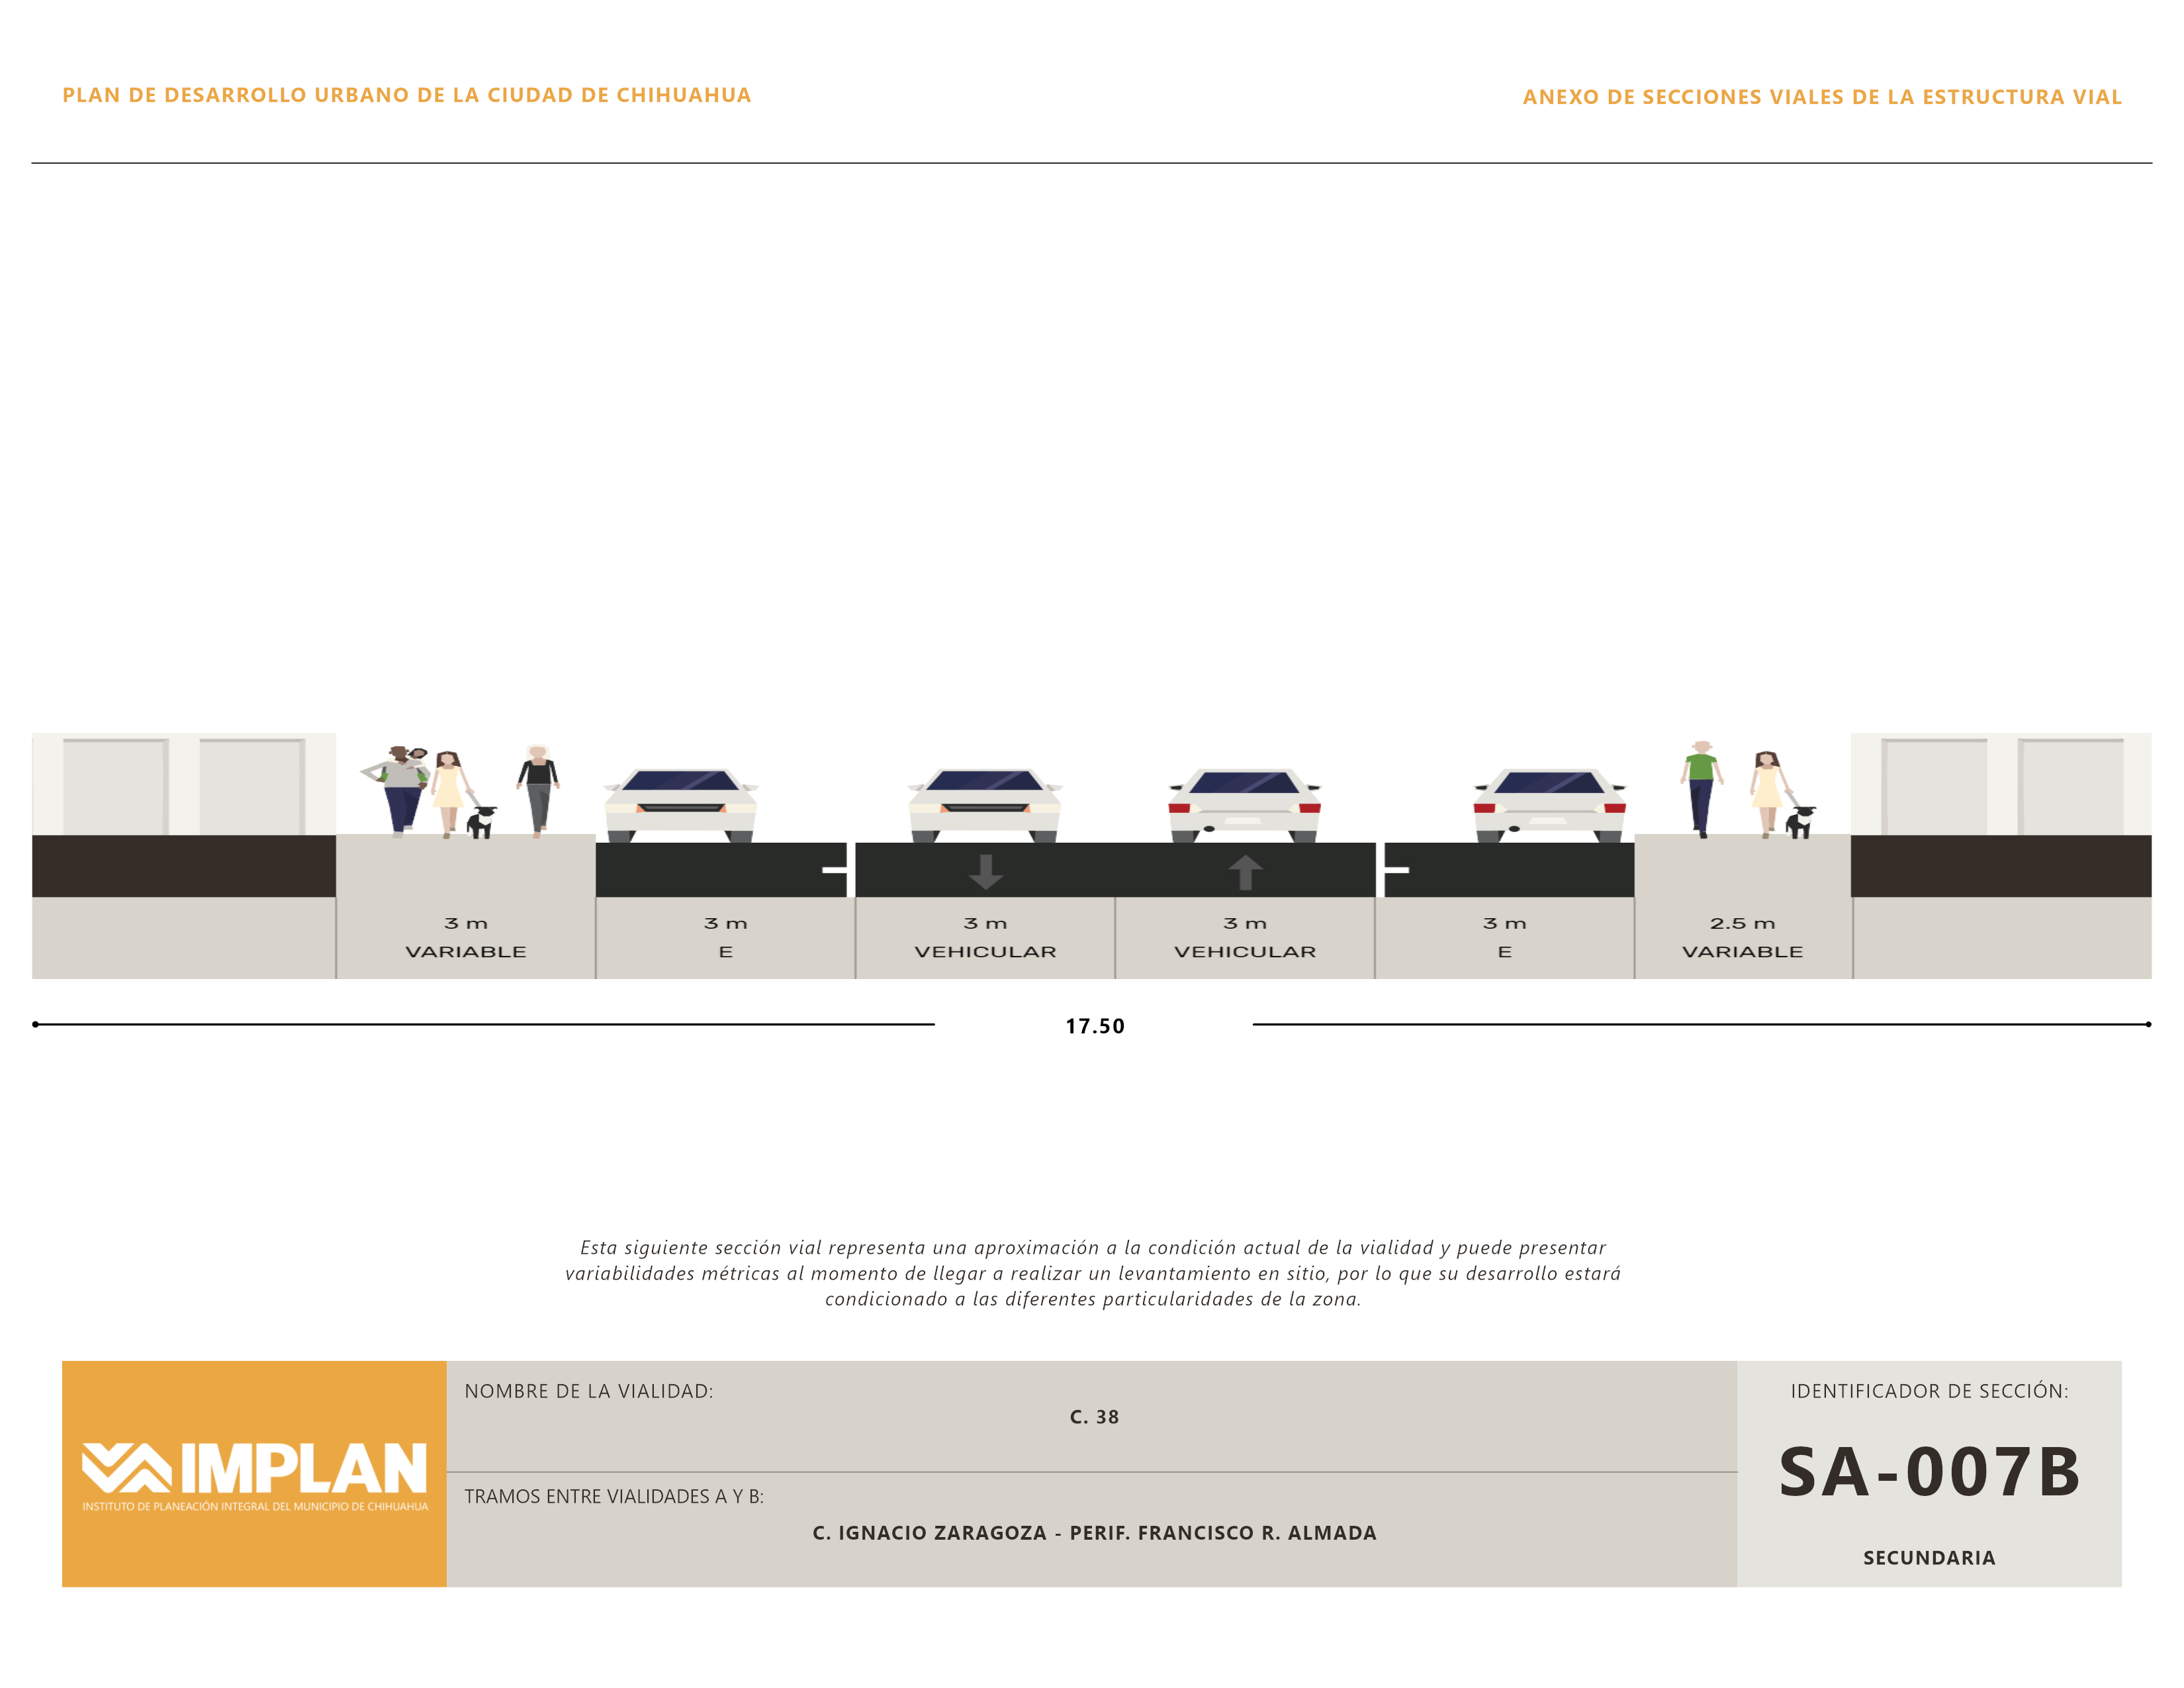 PLAN DE DESARROLLO URBANO DE LA CIUDAD DE CHIHUAHUA
ANEXO DE SECCIONES VIALES DE LA ESTRUCTURA VIAL
3 m
VARIABLE
3 m
E
3 m
VEHICULAR
3 m
VEHICULAR
3 m
E
2.5 m
VARIABLE
17.50
Esta siguiente sección vial representa una aproximación a la condición actual de la vialidad y puede presentar
variabilidades métricas al momento de llegar a realizar un levantamiento en sitio, por lo que su desarrollo estará
condicionado a las diferentes particularidades de la zona.
IMPLAN
INSTITUTO DE PLANEACIÓN INTEGRAL DEL MUNICIPIO DE CHIHUAHUA
NOMBRE DE LA VIALIDAD:
C. 38
TRAMOS ENTRE VIALIDADES A Y B:
C. IGNACIO ZARAGOZA - PERIF. FRANCISCO R. ALMADA
IDENTIFICADOR DE SECCIÓN:
SA-007B
SECUNDARIA